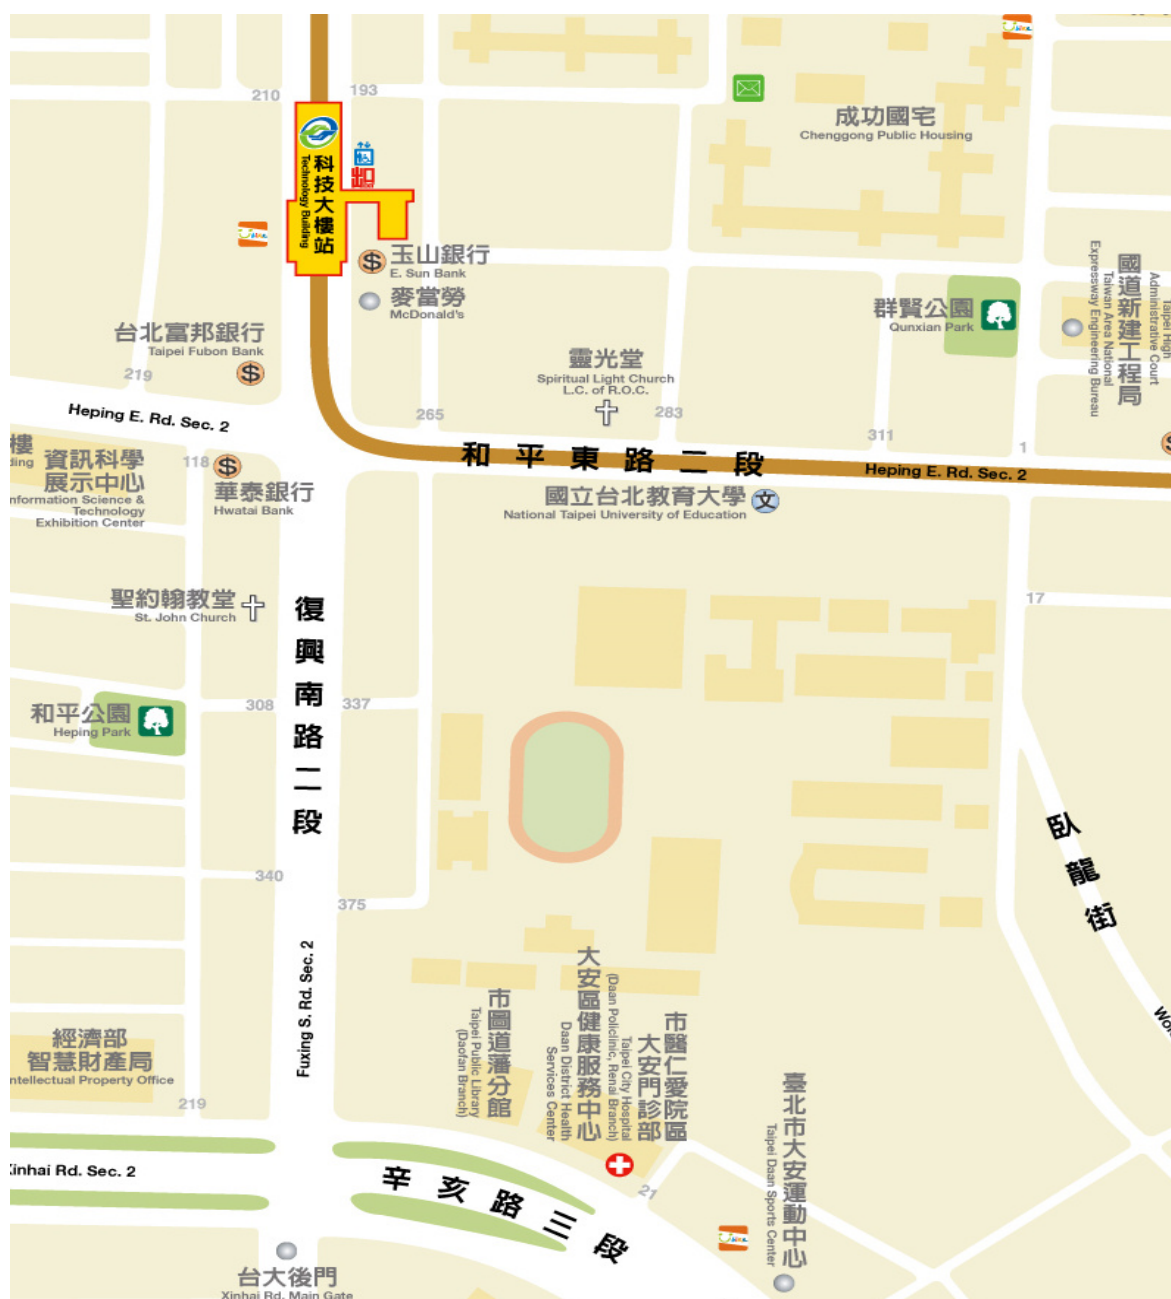 210
193
科技大樓站
Technology Building
出口
成功國宅
Chenggong Public Housing
玉山銀行
E. Sun Bank
麥當勞
McDonald's
台北富邦銀行
Taipei Fubon Bank
219
Heping E. Rd. Sec. 2
265
靈光堂
Spiritual Light Church
L.C. of R.O.C.
283
311
1
群賢公園
Qunxian Park
國道新建工程局
Taiwan Area National
Expressway Engineering Bureau
Taipei High
Administrative Court
和平東路二段
Heping E. Rd. Sec. 2
樓
資訊科學
展示中心
nformation Science &
Technology
Exhibition Center
118
華泰銀行
Hwatai Bank
國立台北教育大學
National Taipei University of Education
文
聖約翰教堂
St. John Church
17
復興南路二段
和平公園
Heping Park
308
337
340
375
臥龍街
Fuxing S. Rd. Sec. 2
經濟部
智慧財產局
ntellectual Property Office
219
市圖道藩分館
Taipei Public Library
(Daofan Branch)
大安區健康服務中心
Daan District Health
Services Center
市醫仁愛院區
大安門診部
Taipei City Hospital
(Daan Policlinic, Renai Branch)
臺北市大安運動中心
Taipei Daan Sports Center
Xinhai Rd. Sec. 2
辛亥路三段
21
台大後門
Xinhai Rd. Main Gate